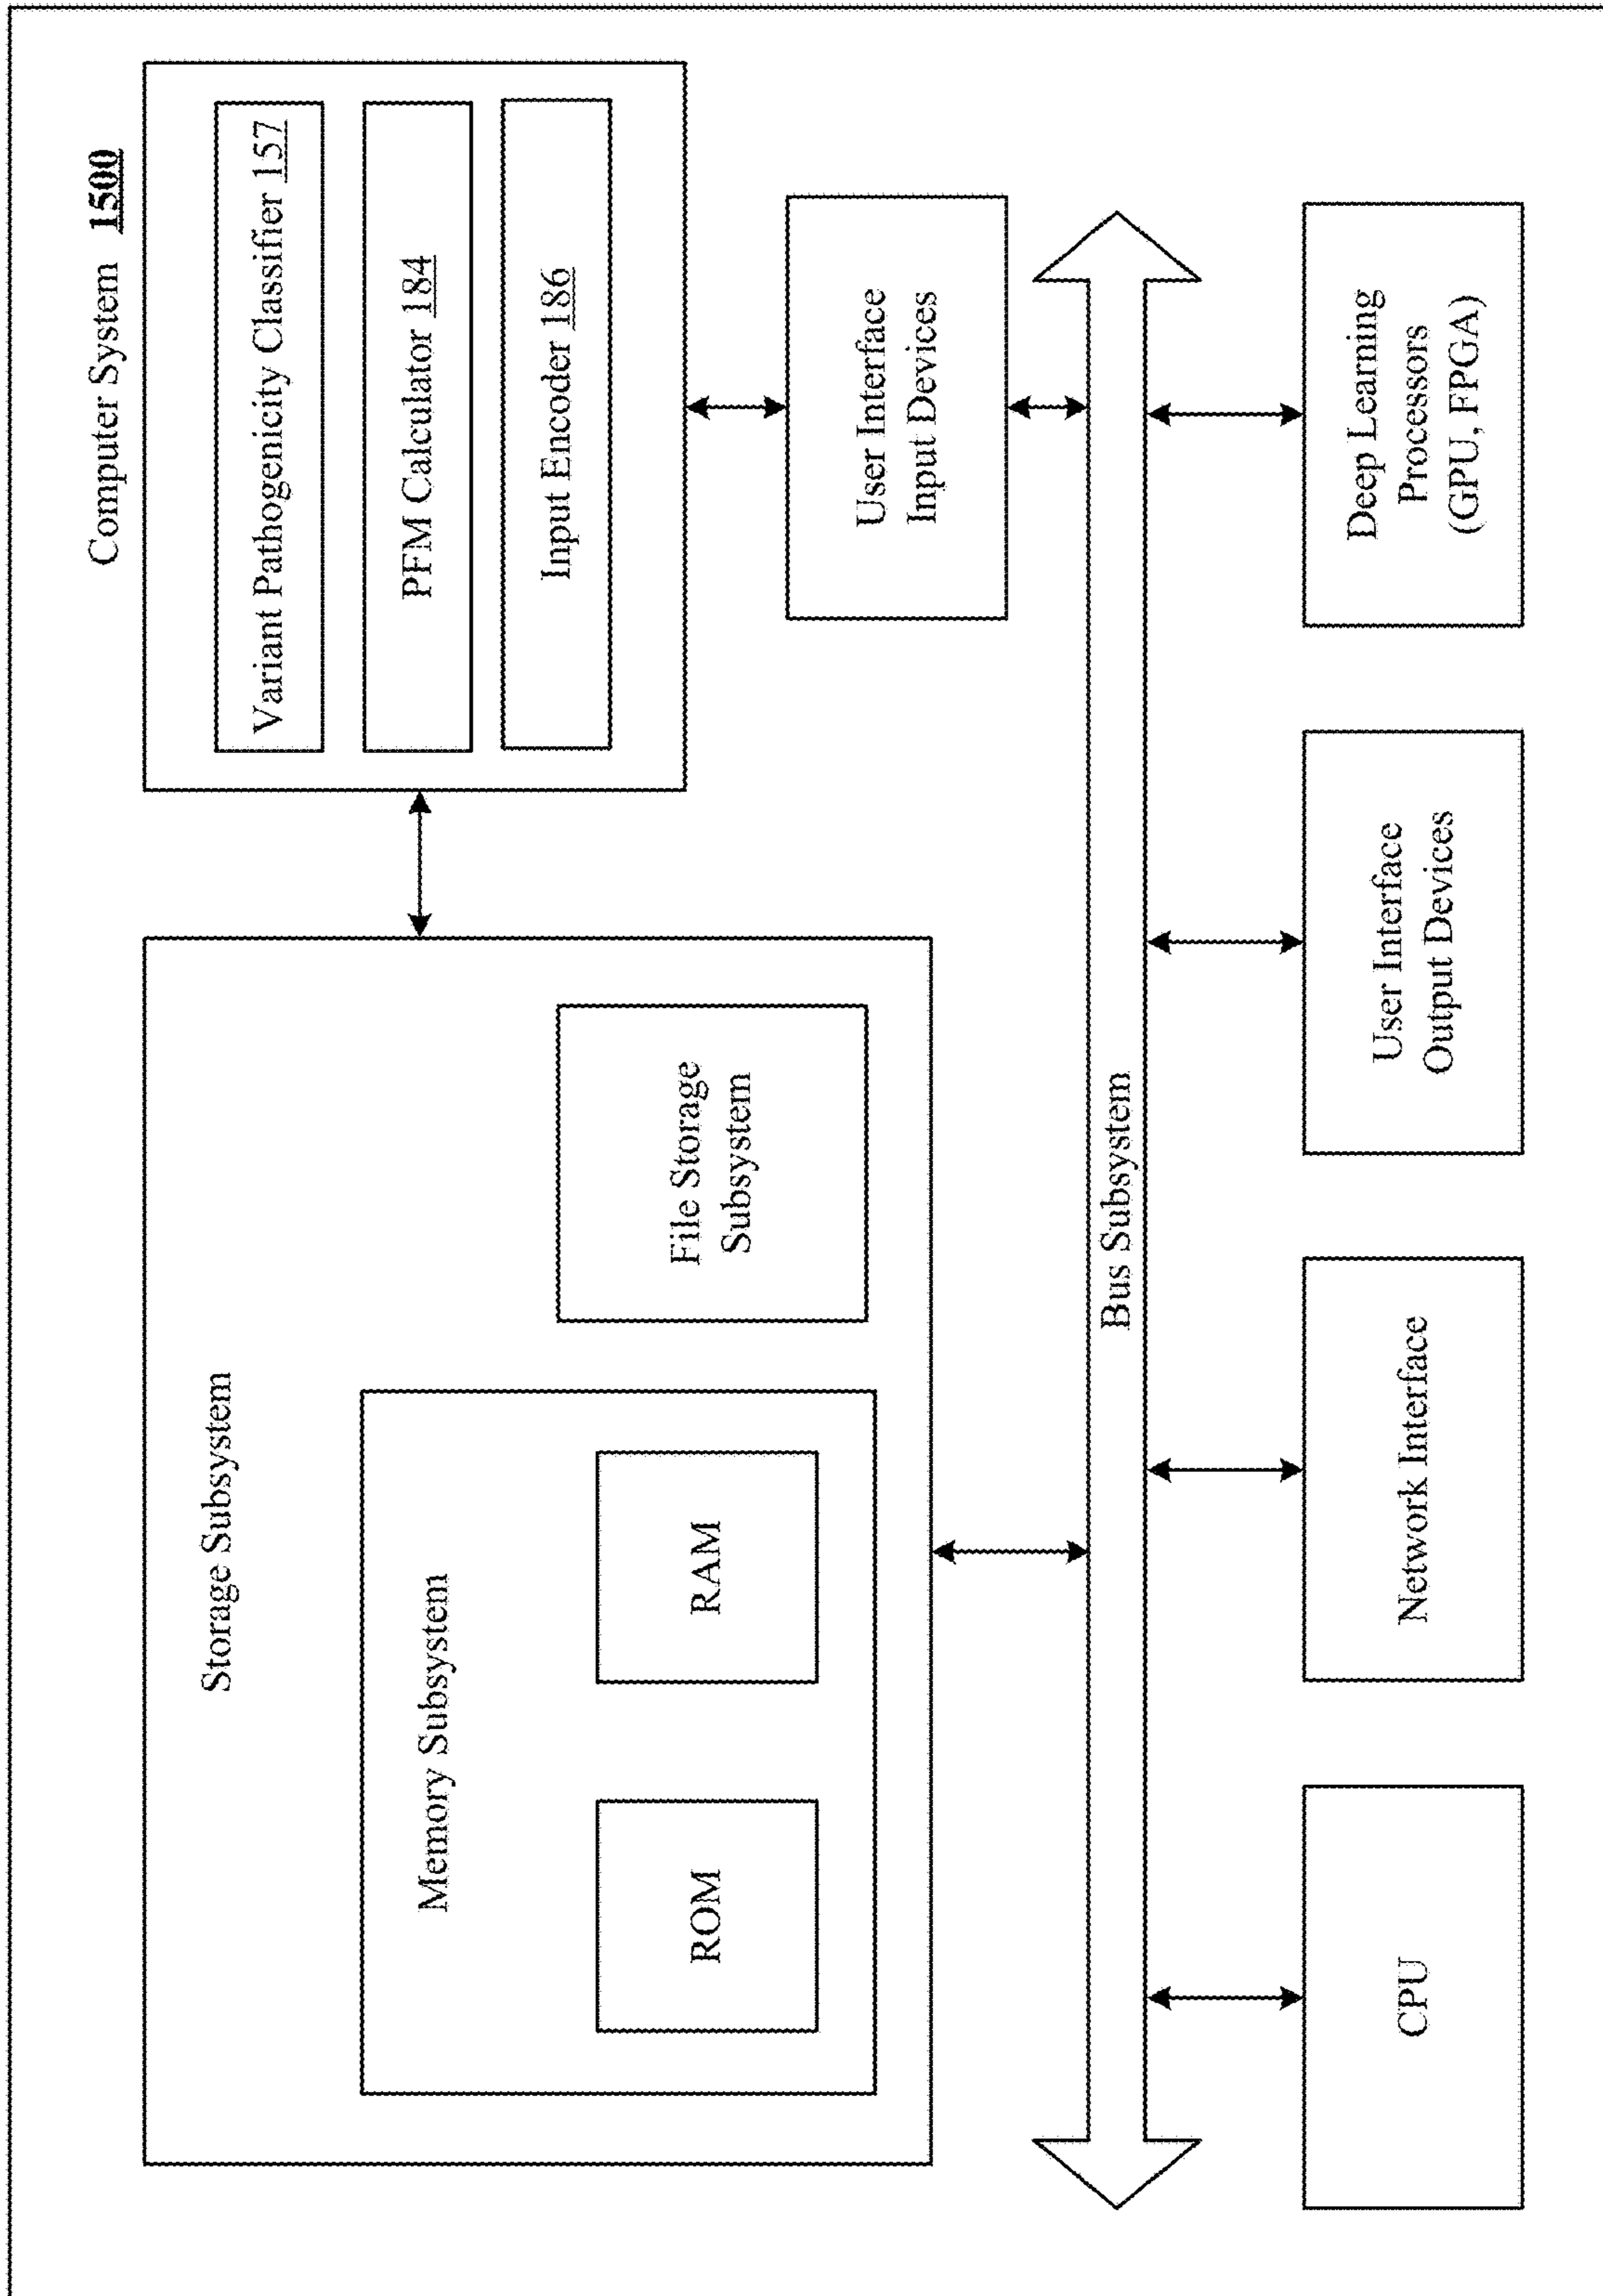 Computer System 1500
Variant Pathogenicity Classifier 157
PFM Calculator 184
Input Encoder 186
Storage Subsystem
Memory Subsystem
ROM
RAM
File Storage
Subsystem
User Interface
Input Devices
Bus Subsystem
CPU
Network Interface
User Interface
Output Devices
Deep Learning
Processors
(GPU, FPGA)